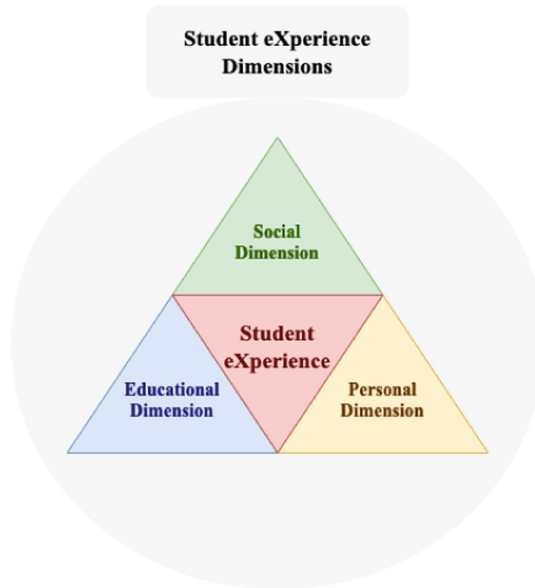 Student eXperience
Dimensions
Social
Dimension
Student
eXperience
Educational
Dimension
Personal
Dimension